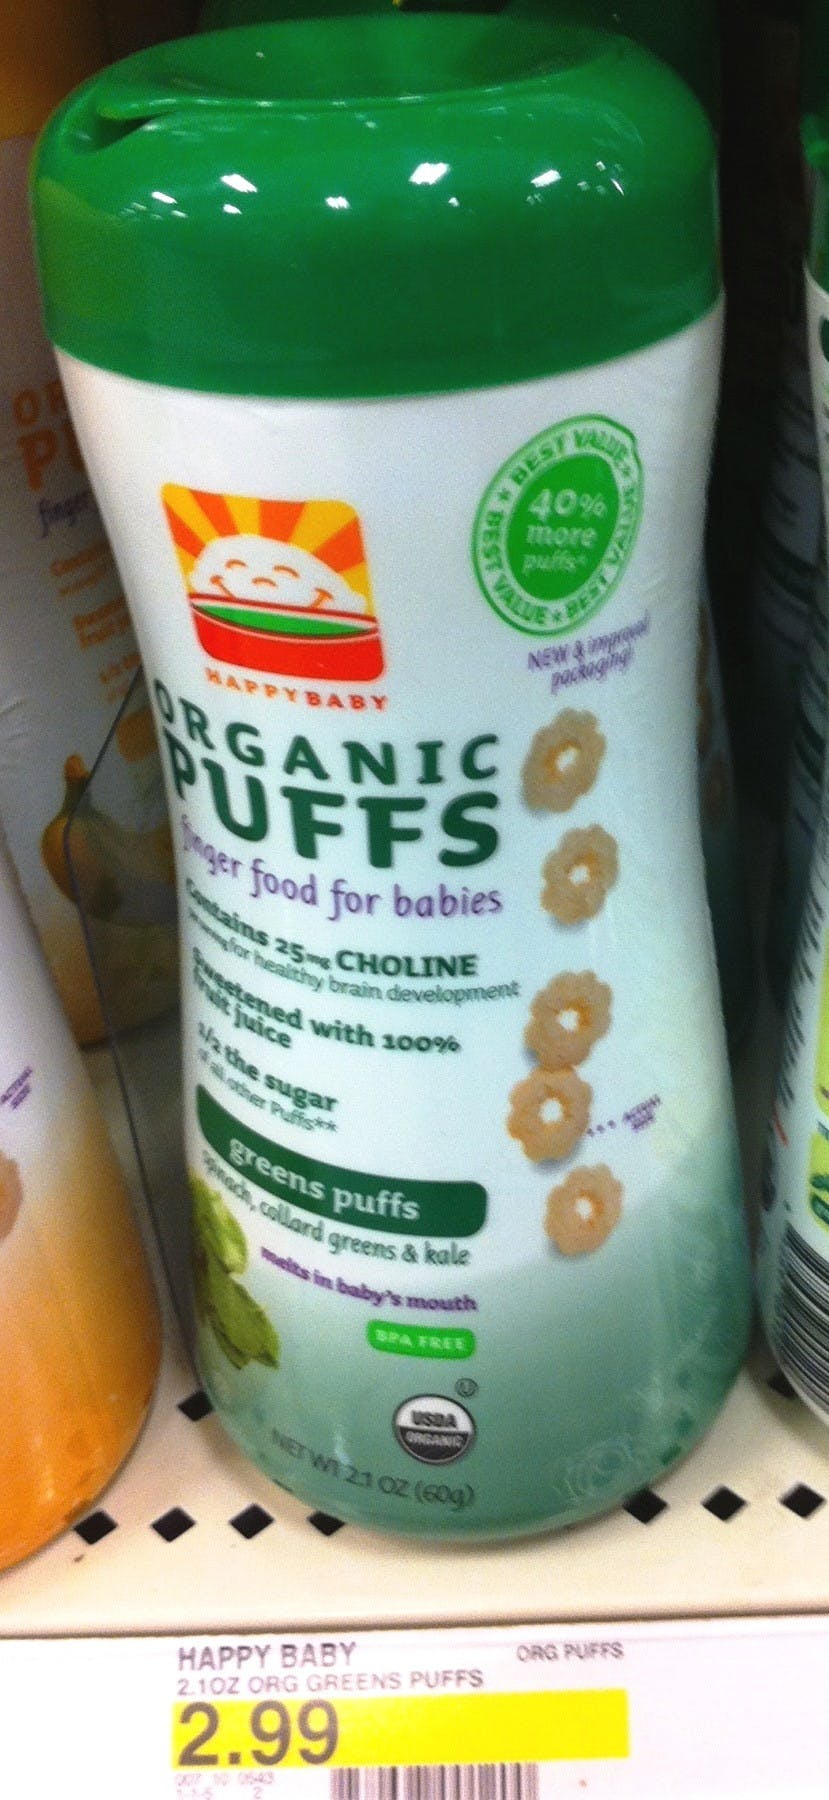 BEST VALUE
40%
more
puffs*
HAPPYBABY
NEW & improved
packaging!
ORGANIC
PUFFS
finger food for babies
Contains 25mg CHOLINE
for healthy brain development
Sweetened with 100%
fruit juice
1/2 the sugar
of all other Puffs**
ACTUAL
SIZE
greens puffs
spinach, collard greens & kale
melts in baby's mouth
BPA FREE
U
USDA
ORGANIC
NET WT 2.1 OZ (60g)
HAPPY BABY ORG PUFFS
2.1OZ ORG GREENS PUFFS
2.99